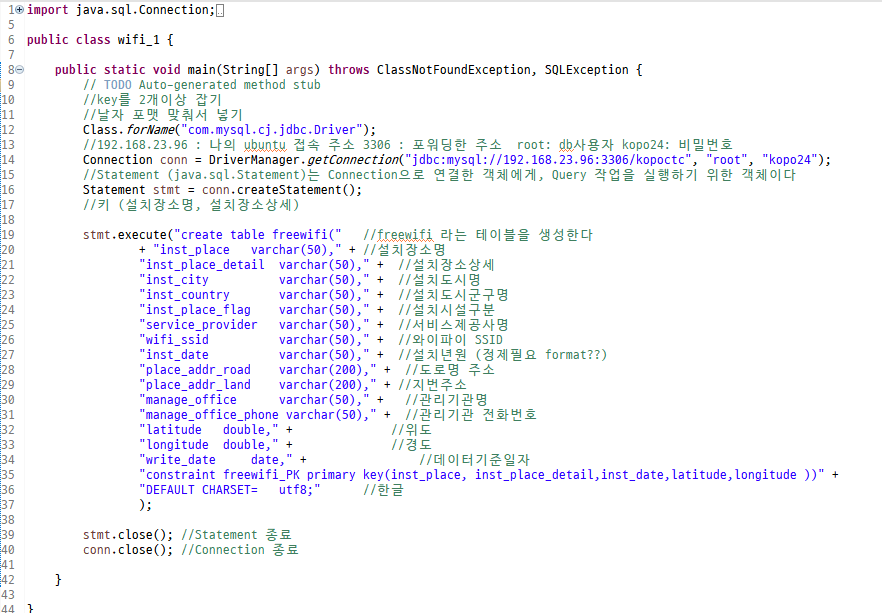 1 import java.sql.Connection;
5
6 public class wifi_1 {
7
8     public static void main(String[] args) throws ClassNotFoundException, SQLException {
9         // TODO Auto-generated method stub
10         //key를 2개이상 잡기
11         //날자 포맷 맞춰서 넣기
12         Class.forName("com.mysql.cj.jdbc.Driver");
13         //192.168.23.96 : 나의 ubuntu 접속 주소 3306 : 포워딩한 주소  root: db사용자 kopo24: 비밀번호
14         Connection conn = DriverManager.getConnection("jdbc:mysql://192.168.23.96:3306/kopoctc", "root", "kopo24");
15         //Statement (java.sql.Statement)는 Connection으로 연결한 객체에게, Query 작업을 실행하기 위한 객체이다
16         Statement stmt = conn.createStatement();
17         //키 (설치장소명, 설치장소상세)
18
19         stmt.execute("create table freewifi("   //freewifi 라는 테이블을 생성한다
20                 + "inst_place   varchar(50)," + //설치장소명
21                 "inst_place_detail  varchar(50)," +  //설치장소상세
22                 "inst_city          varchar(50)," +  //설치도시명
23                 "inst_country       varchar(50)," +  //설치도시군구명
24                 "inst_place_flag    varchar(50)," +  //설치시설구분
25                 "service_provider   varchar(50)," +  //서비스제공사명
26                 "wifi_ssid          varchar(50)," +  //와이파이 SSID
27                 "inst_date          varchar(50)," +  //설치년원 (정제필요 format??)
28                 "place_addr_road    varchar(200)," +  //도로명 주소
29                 "place_addr_land    varchar(200)," + //지번주소
30                 "manage_office      varchar(50)," +   //관리기관명
31                 "manage_office_phone varchar(50)," +  //관리기관 전화번호
32                 "latitude   double," +              //위도
33                 "longitude  double," +              //경도
34                 "write_date     date," +                //데이터기준일자
35                 "constraint freewifi_PK primary key(inst_place, inst_place_detail,inst_date,latitude,longitude ))" +
36                 "DEFAULT CHARSET=   utf8;"      //한글
37                 );
38
39         stmt.close(); //Statement 종료
40         conn.close(); //Connection 종료
41
42     }
43
44 }